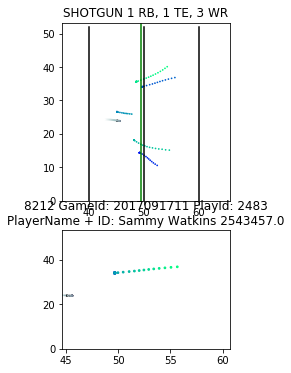 SHOTGUN 1 RB, 1 TE, 3 WR
50
40
30
20
10
0
40 50 60
8212 GameId: 2017091711 PlayId: 2483
PlayerName + ID: Sammy Watkins 2543457.0
40
20
0
45 50 55 60